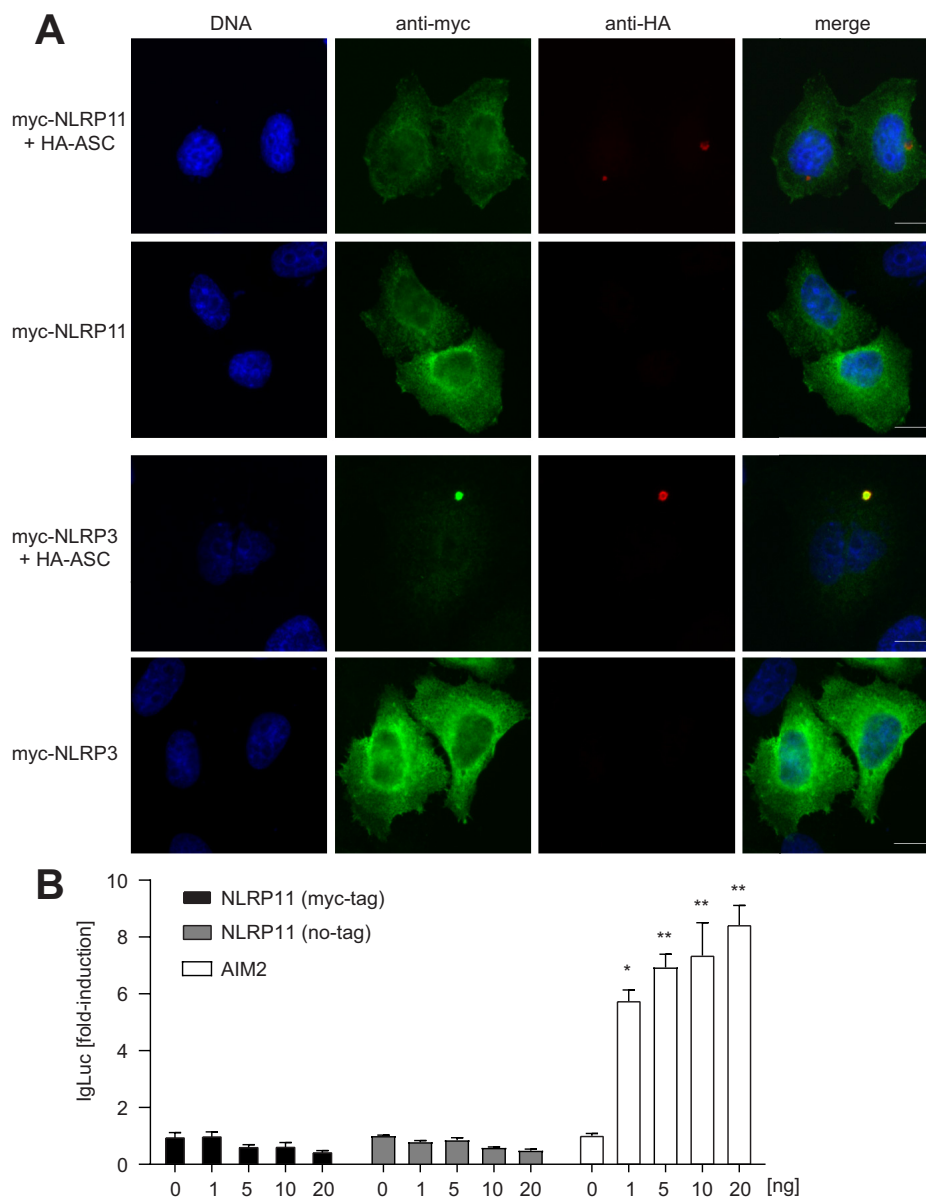 A
DNA anti-myc anti-HA merge
myc-NLRP11
+ HA-ASC
myc-NLRP11
myc-NLRP3
+ HA-ASC
myc-NLRP3
B
IgLuc [fold-induction]
10
8
6
4
2
0
NLRP11 (myc-tag)
NLRP11 (no-tag)
AIM2
* ** ** **
0 1 5 10 20 0 1 5 10 20 0 1 5 10 20 [ng]